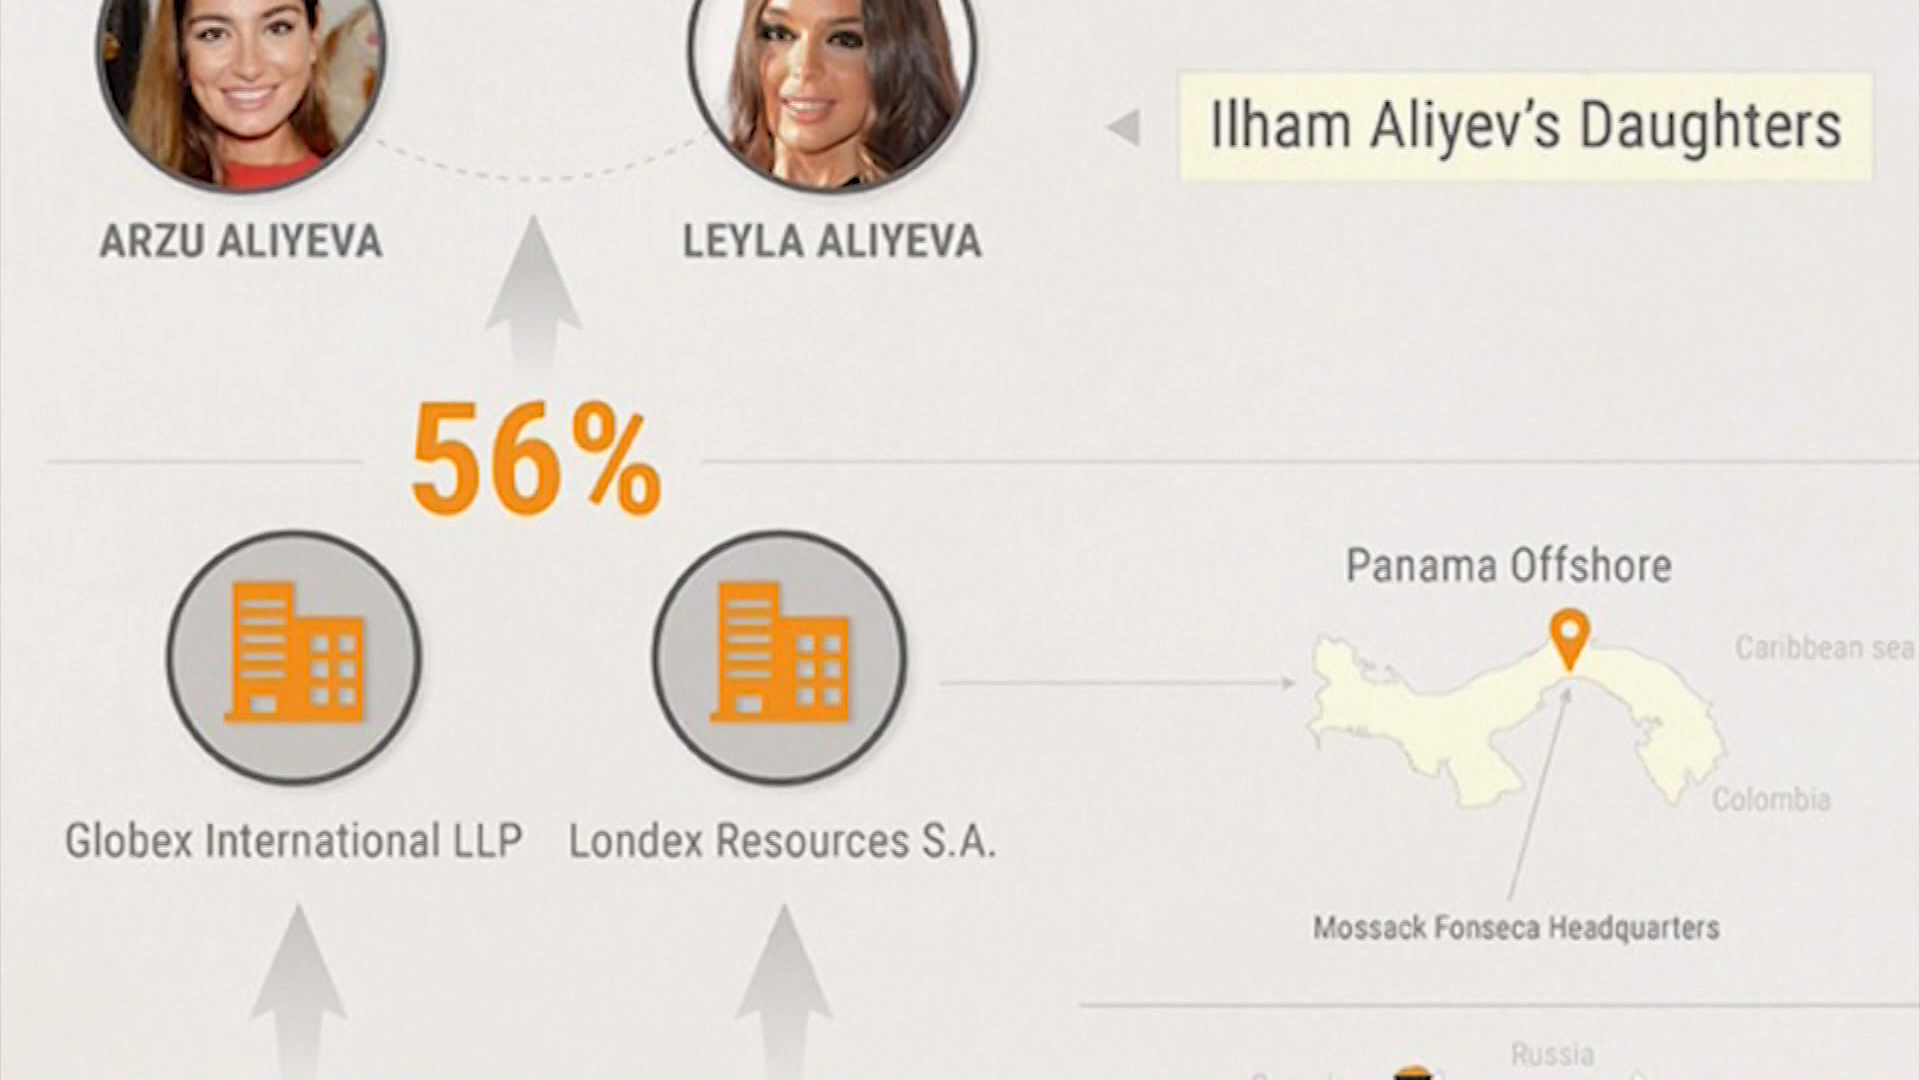 Ilham Aliyev's Daughters
ARZU ALIYEVA
LEYLA ALIYEVA
56%
Panama Offshore
Caribbean sea
Colombia
Globex International LLP
Londex Resources S.A.
Mossack Fonseca Headquarters
Russia